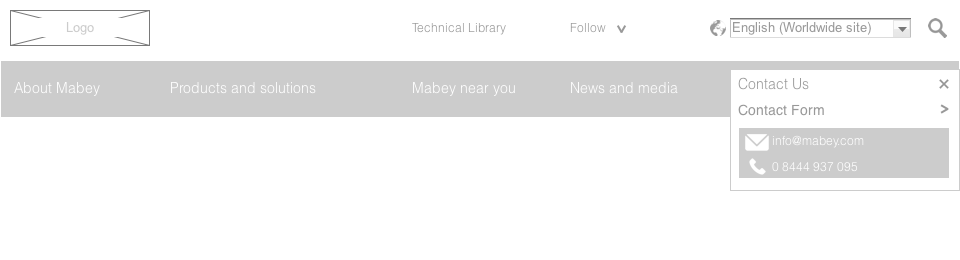 Logo
Technical Library
Follow
English (Worldwide site)
About Mabey
Products and solutions
Mabey near you
News and media
Contact Us
Contact Form
info@mabey.com
0 8444 937 095